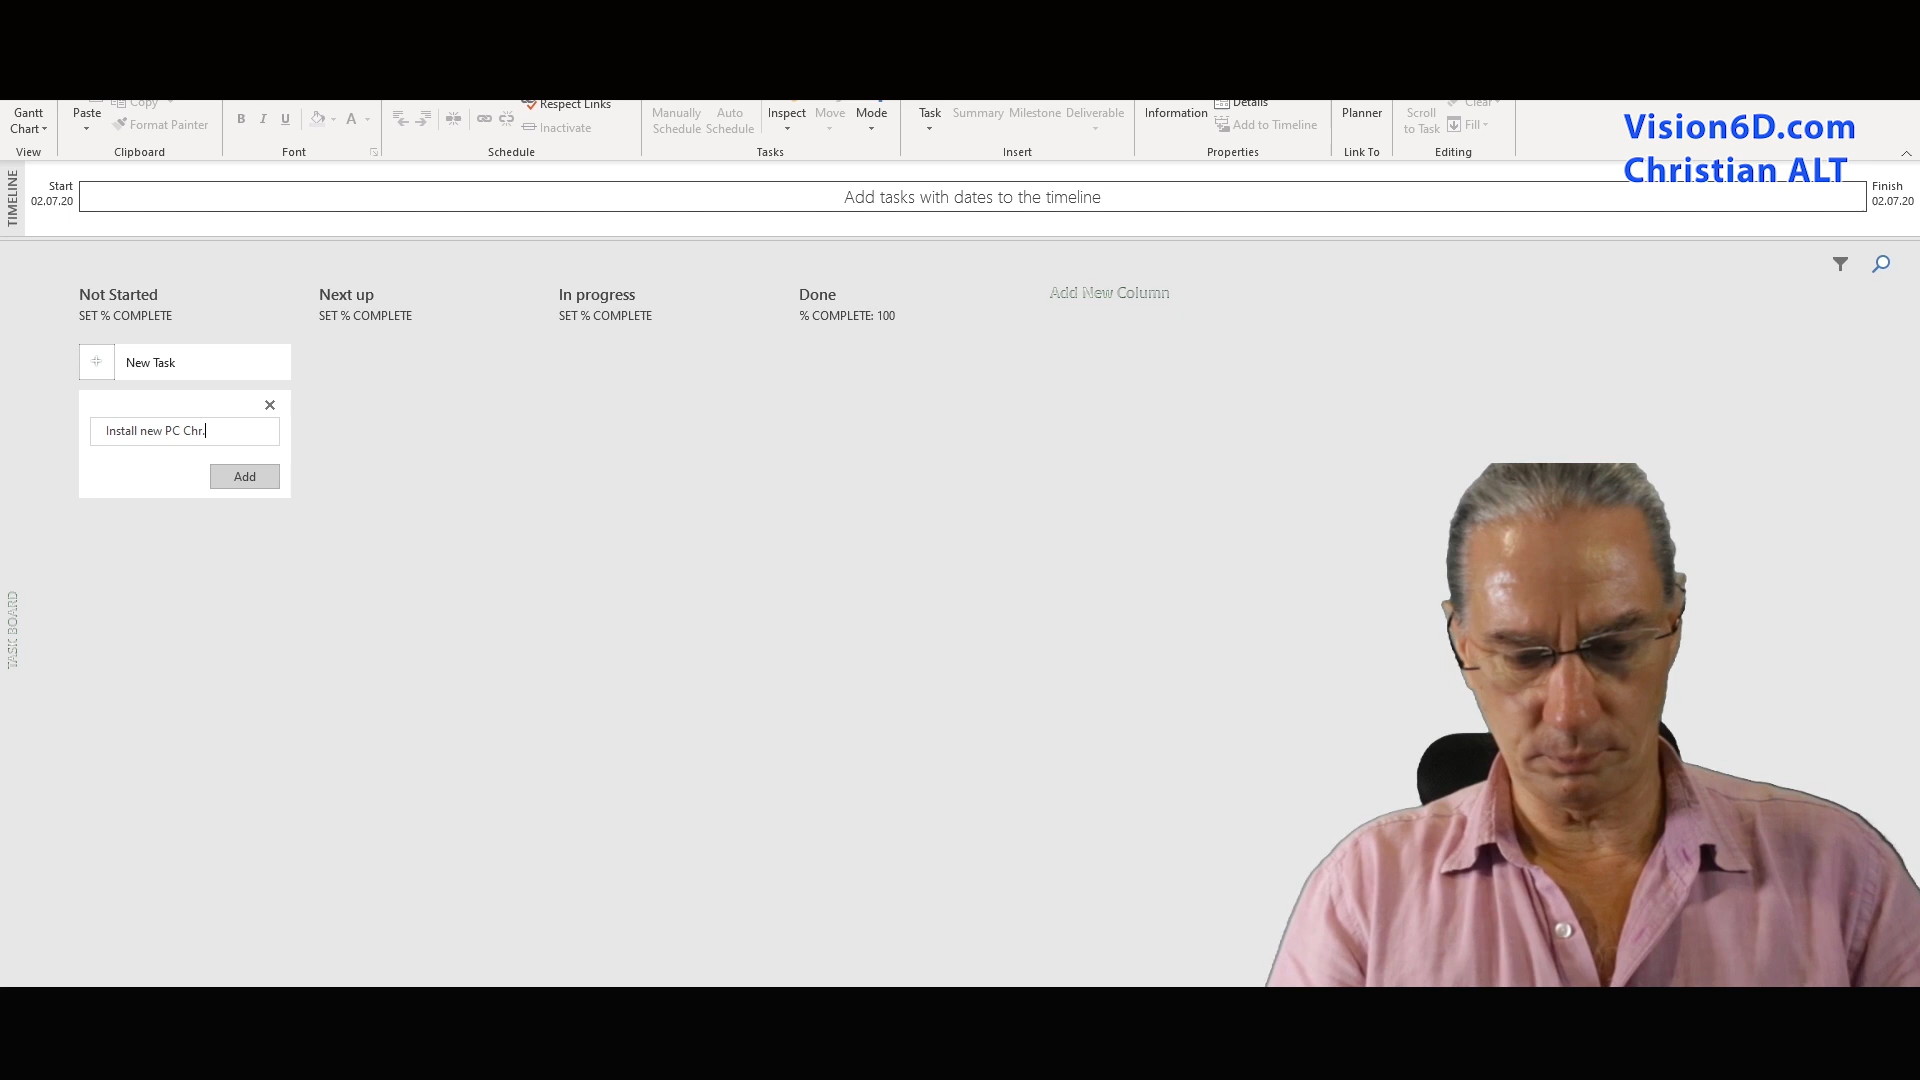 Copy
Respect Links
Details
Clear
Gantt Chart
Paste
Format Painter
B I U A
Inactivate
Manually Schedule
Auto Schedule
Inspect
Move
Mode
Task
Summary
Milestone
Deliverable
Information
Add to Timeline
Planner
Scroll to Task
Fill
View
Clipboard
Font
Schedule
Tasks
Insert
Properties
Link To
Editing
Vision6D.com
Christian ALT
TIMELINE
Start
02.07.20
Add tasks with dates to the timeline
Finish
02.07.20
Not Started
SET % COMPLETE
Next up
SET % COMPLETE
In progress
SET % COMPLETE
Done
% COMPLETE: 100
Add New Column
New Task
Install new PC Chr.
Add
TASK BOARD